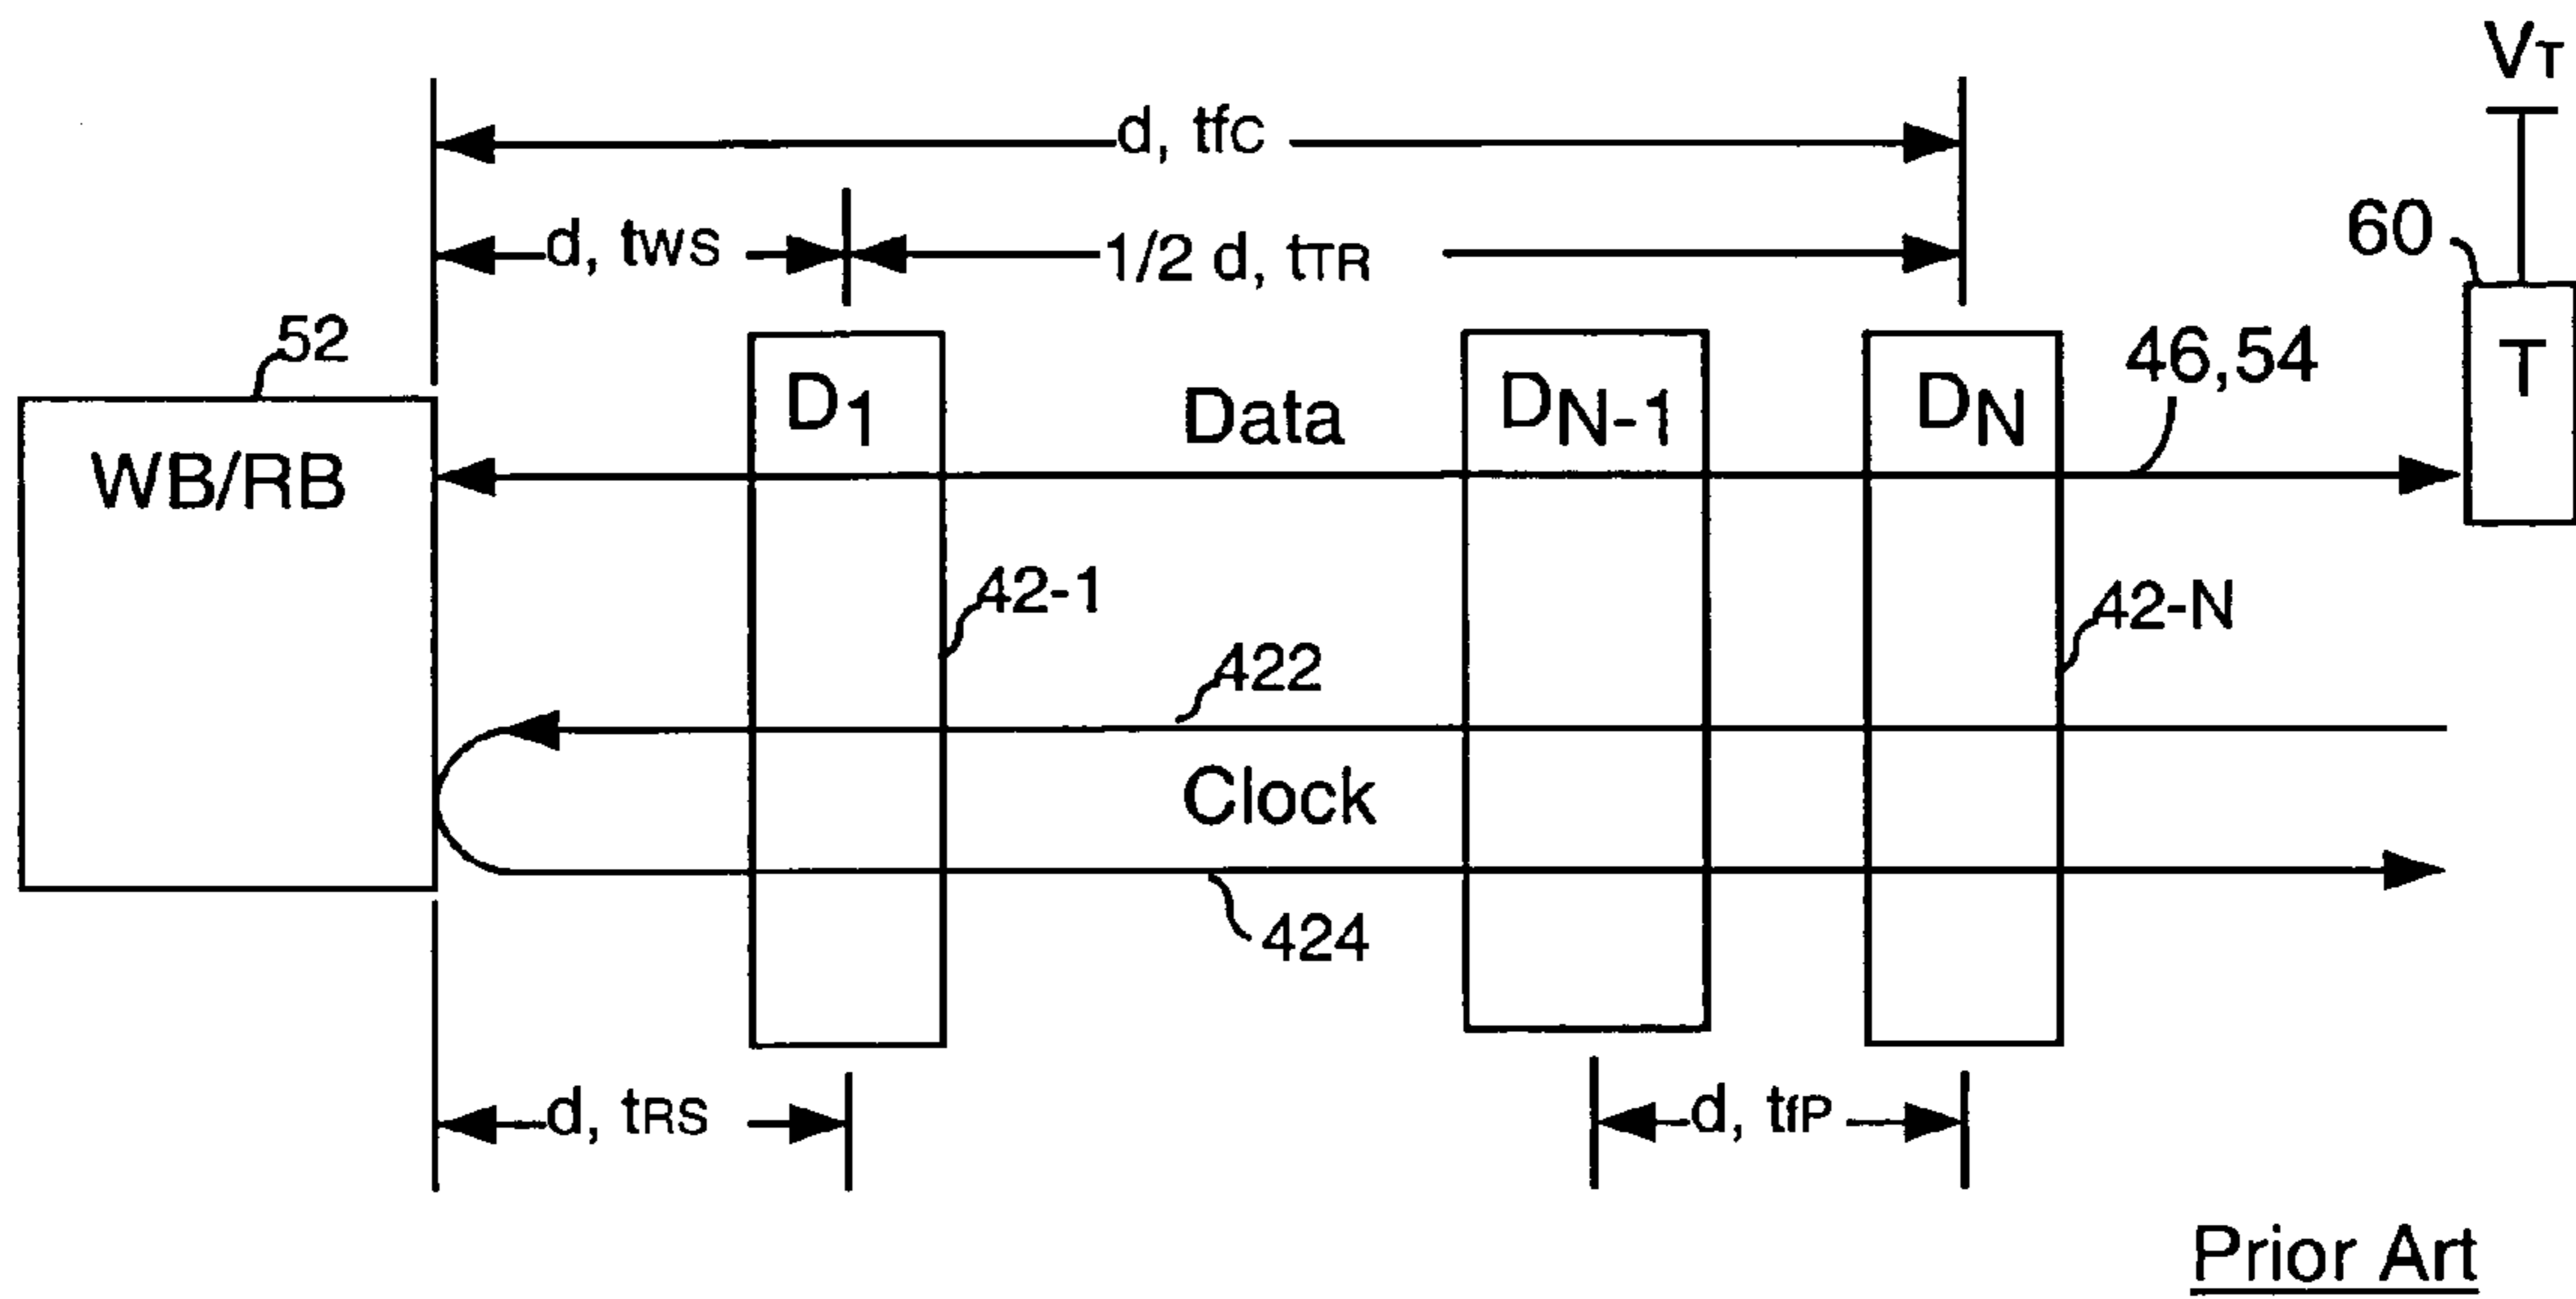 VT
d, tfC
60
d, tWS
1/2 d, tTR
52
T
46,54
D1
DN-1
DN
Data
WB/RB
42-1
42-N
422
Clock
424
d, tRS
d, tfP
Prior Art